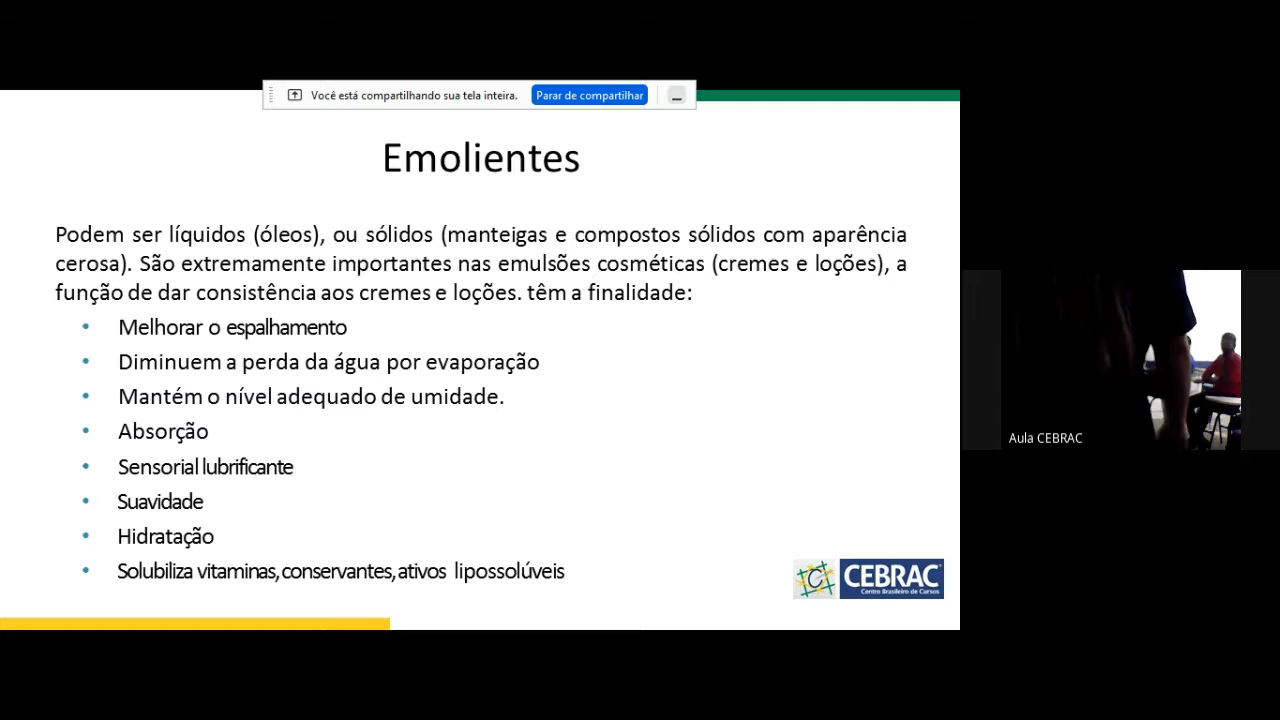 Você está compartilhando sua tela inteira. Parar de compartilhar
Emolientes
Podem ser líquidos (óleos), ou sólidos (manteigas e compostos sólidos com aparência
cerosa). São extremamente importantes nas emulsões cosméticas (cremes e loções), a
função de dar consistência aos cremes e loções. têm a finalidade:
• Melhorar o espalhamento
• Diminuem a perda da água por evaporação
• Mantém o nível adequado de umidade.
• Absorção
• Sensorial lubrificante
• Suavidade
• Hidratação
• Solubiliza vitaminas, conservantes, ativos lipossolúveis
CEBRAC
Centro Brasileiro de Cursos
Aula CEBRAC